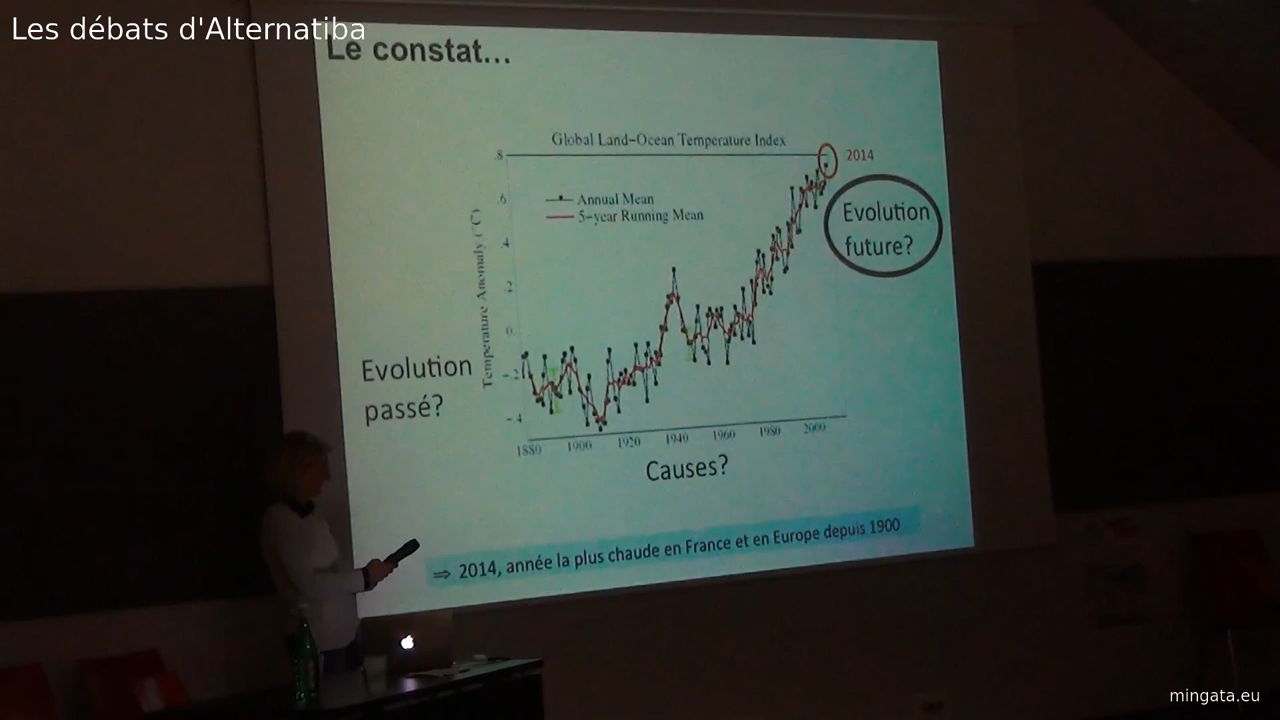 Les débats d'Alternatiba
Le constat...
Global Land-Ocean Temperature Index
.8
2014
.6
Annual Mean
5-year Running Mean
Evolution
future?
.4
.2
0.
-.2
-.4
Temperature Anomaly (°C)
Evolution
passé?
1880 1900 1920 1940 1960 1980 2000
Causes?
⇒ 2014, année la plus chaude en France et en Europe depuis 1900
mingata.eu